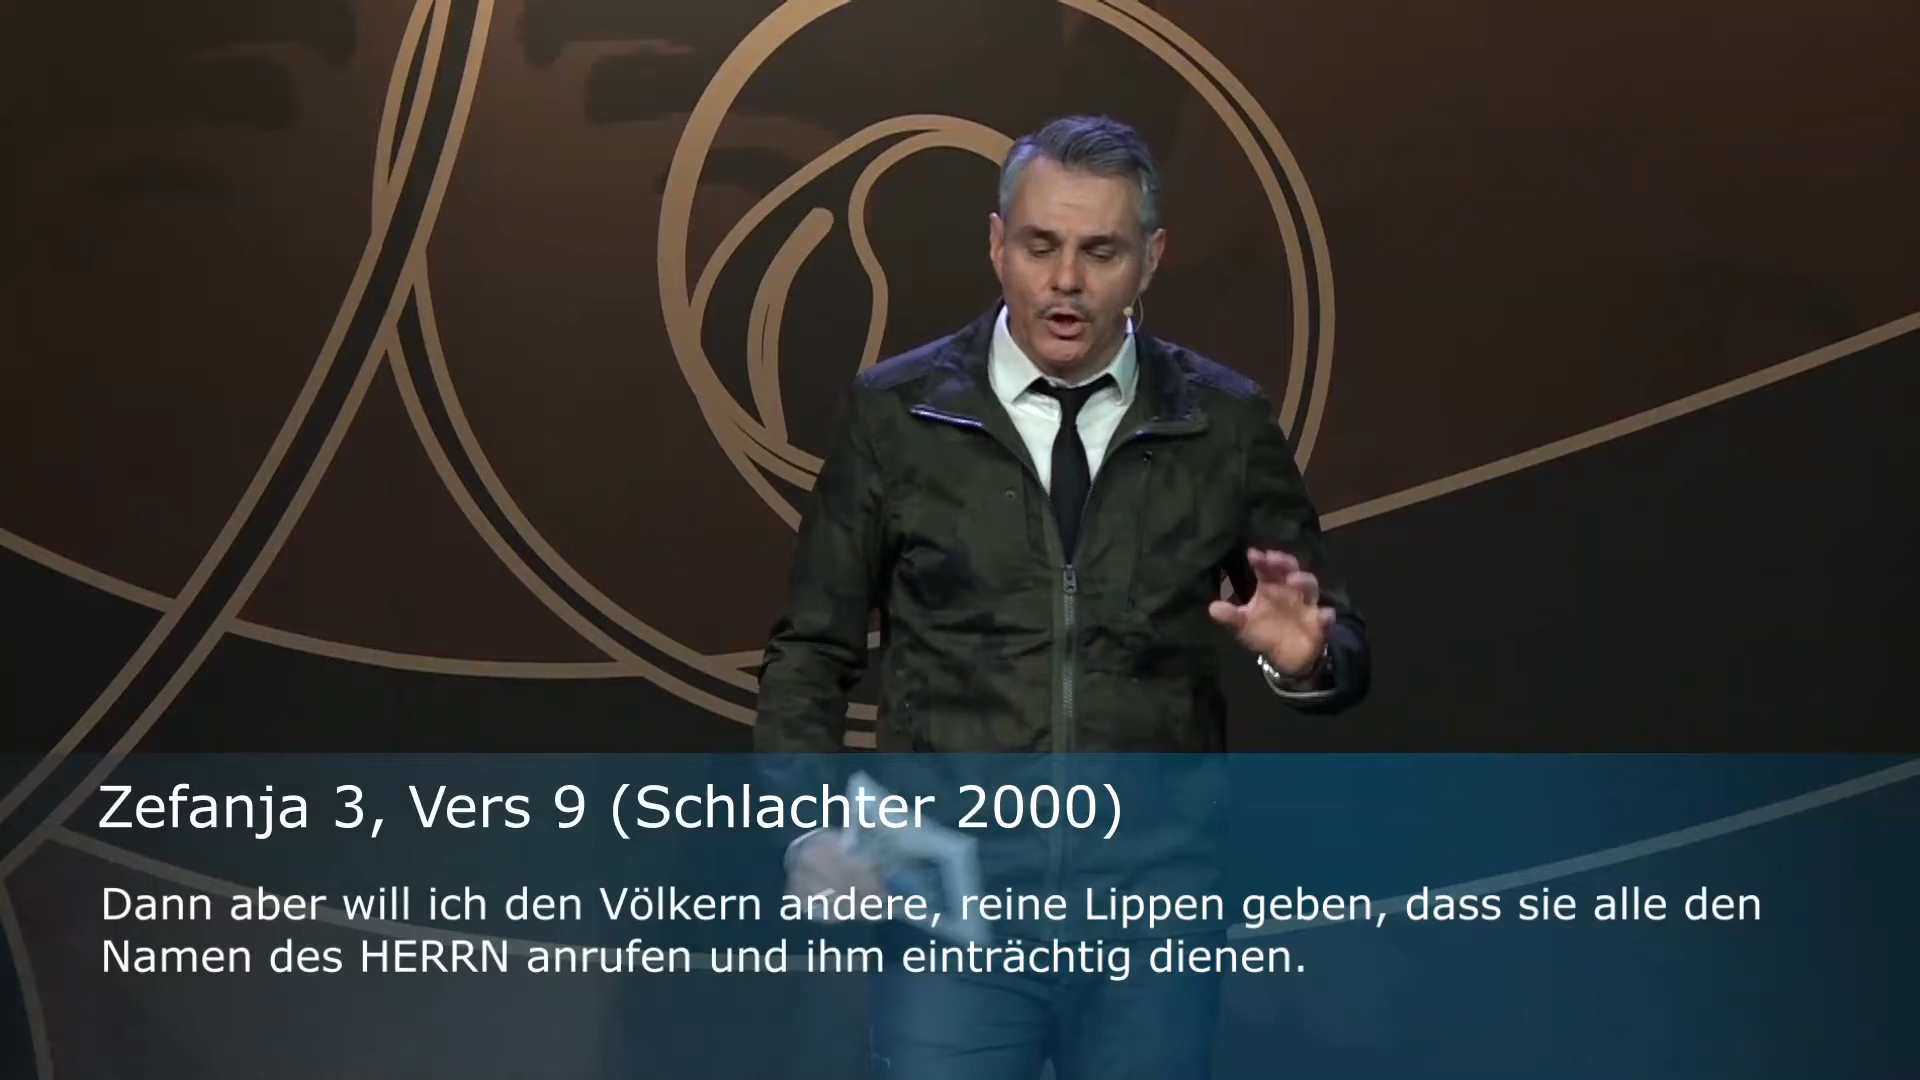 Zefanja 3, Vers 9 (Schlachter 2000)
Dann aber will ich den Völkern andere, reine Lippen geben, dass sie alle den
Namen des HERRN anrufen und ihm einträchtig dienen.